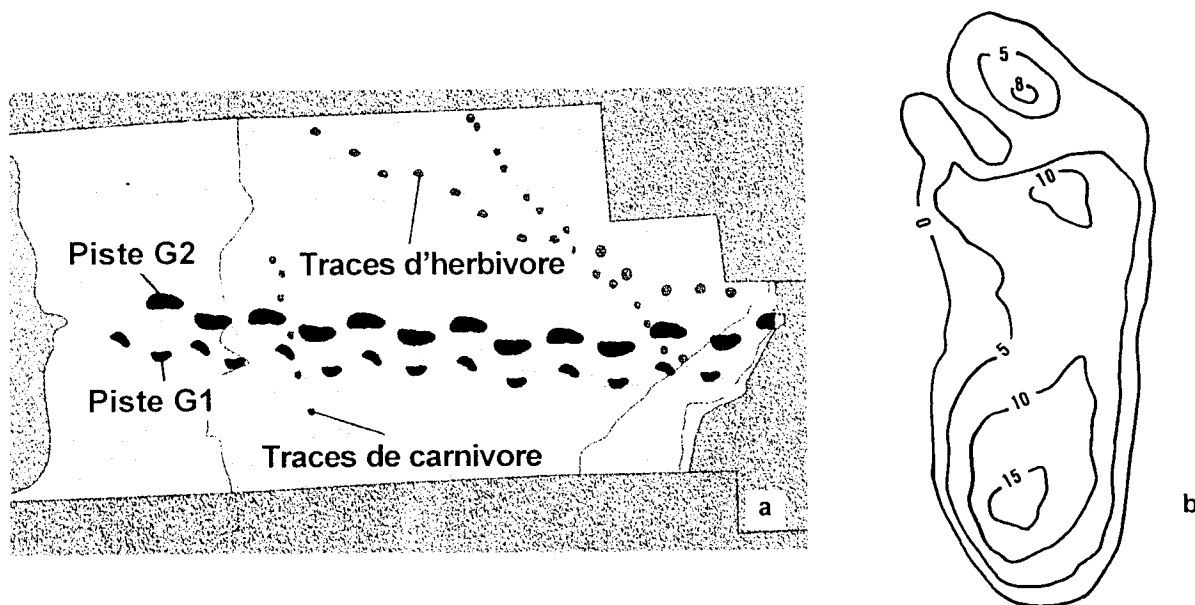 Piste G2
Traces d'herbivore
Piste G1
Traces de carnivore
a
5
8
10
0
5
10
15
b